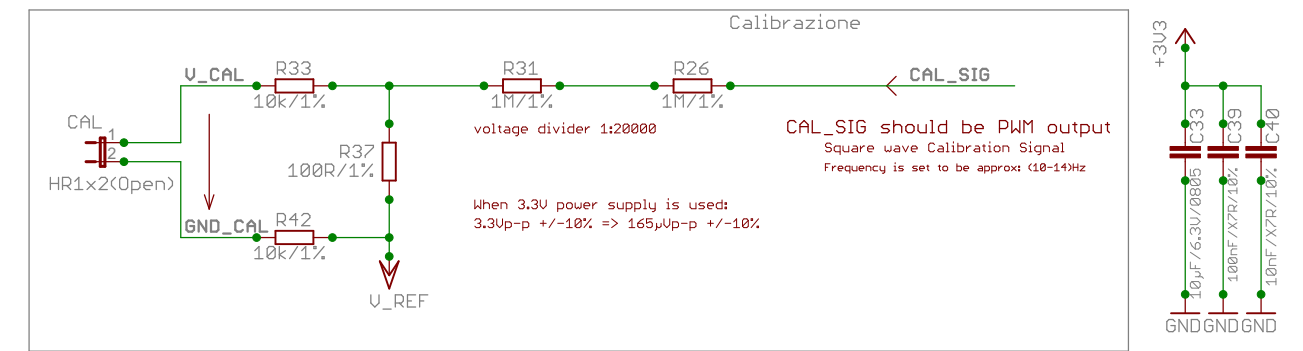 Calibrazione
V_CAL
R33
10k/1%
R31
1M/1%
R26
1M/1%
CAL_SIG
CAL
1
2
HR1x2(Open)
R37
100R/1%
voltage divider 1:20000
CAL_SIG should be PWM output
Square wave Calibration Signal
Frequency is set to be approx: (10-14)Hz
When 3.3V power supply is used:
3.3Vp-p +/-10% => 165µVp-p +/-10%
GND_CAL
R42
10k/1%
V_REF
+3V3
C33
10µF/6.3V/0805
C39
100nF/X7R/10%
C40
10nF/X7R/10%
GND
GND
GND